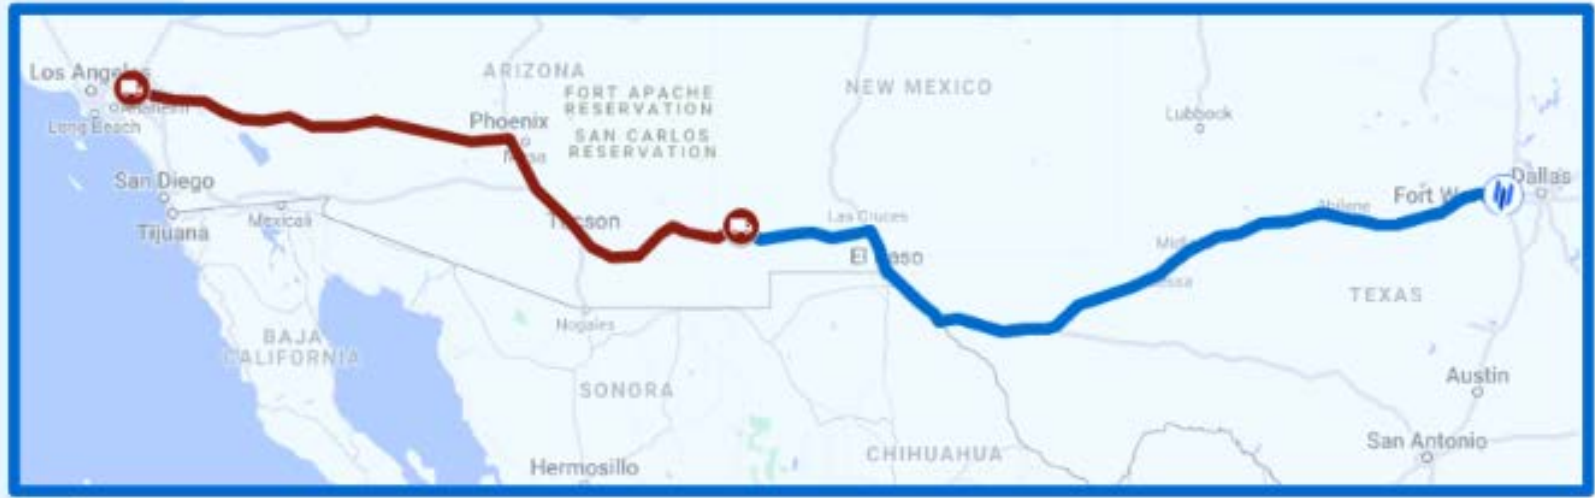 Los Angeles
ARIZONA
FORT APACHE
RESERVATION
NEW MEXICO
Long Beach
Phoenix
Mesa
SAN CARLOS
RESERVATION
Lubbock
San Diego
Tijuana
Mexicali
Tucson
Las Cruces
El Paso
Abilene
Fort W
Dallas
TEXAS
Nogales
BAJA
CALIFORNIA
SONORA
Austin
CHIHUAHUA
San Antonio
Hermosillo